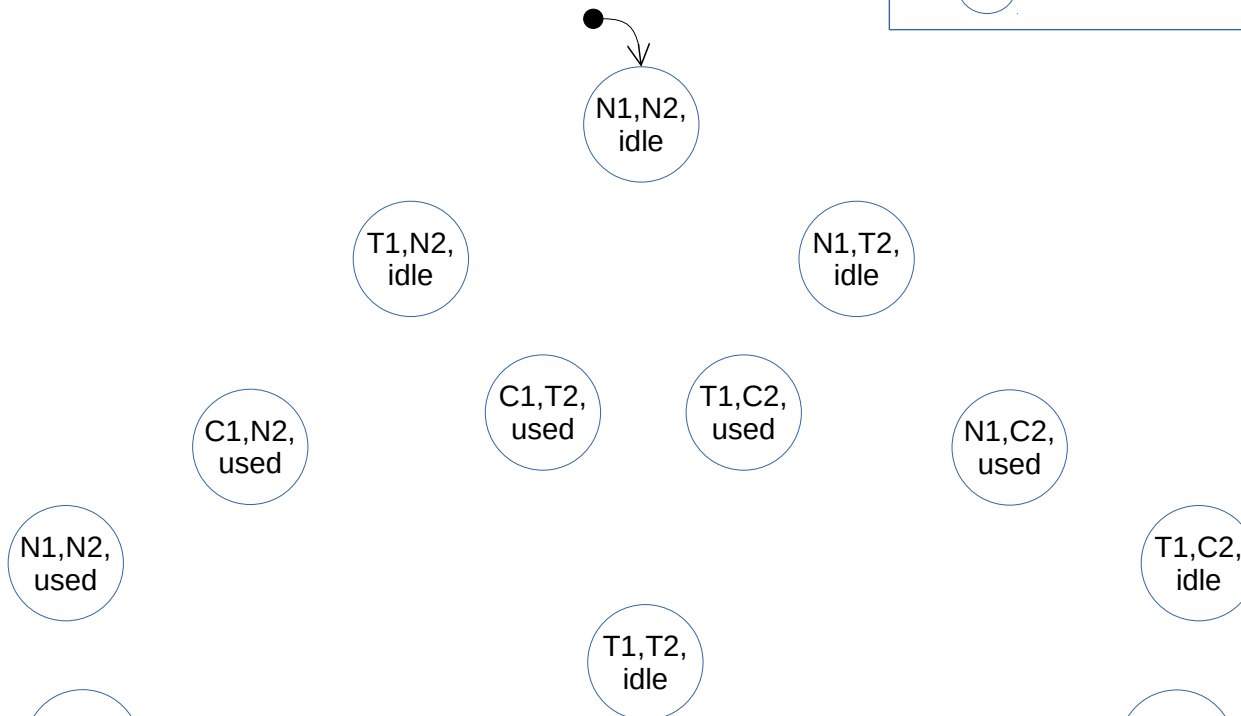 N1,N2,
idle
T1,N2,
idle
N1,T2,
idle
C1,T2,
used
T1,C2,
used
C1,N2,
used
N1,C2,
used
N1,N2,
used
T1,C2,
idle
T1,T2,
idle